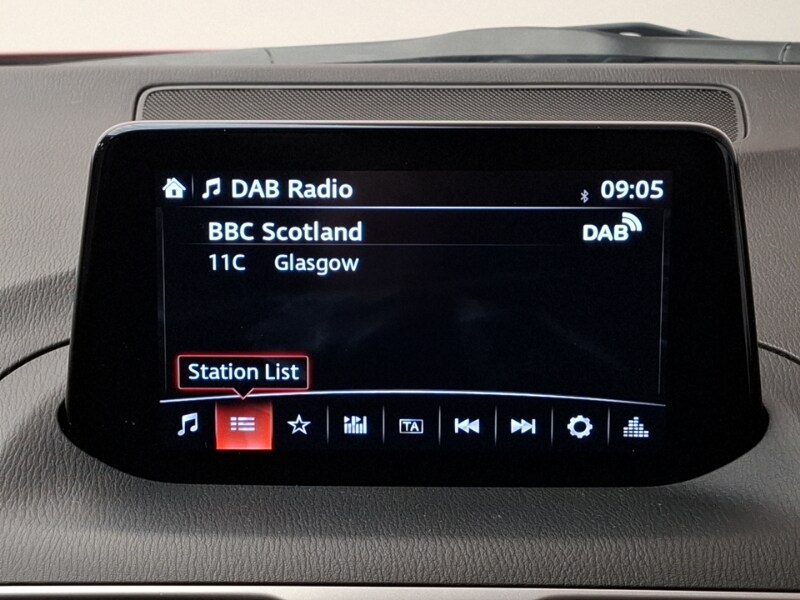 DAB Radio 09:05
BBC Scotland DAB
11C Glasgow
Station List
TA